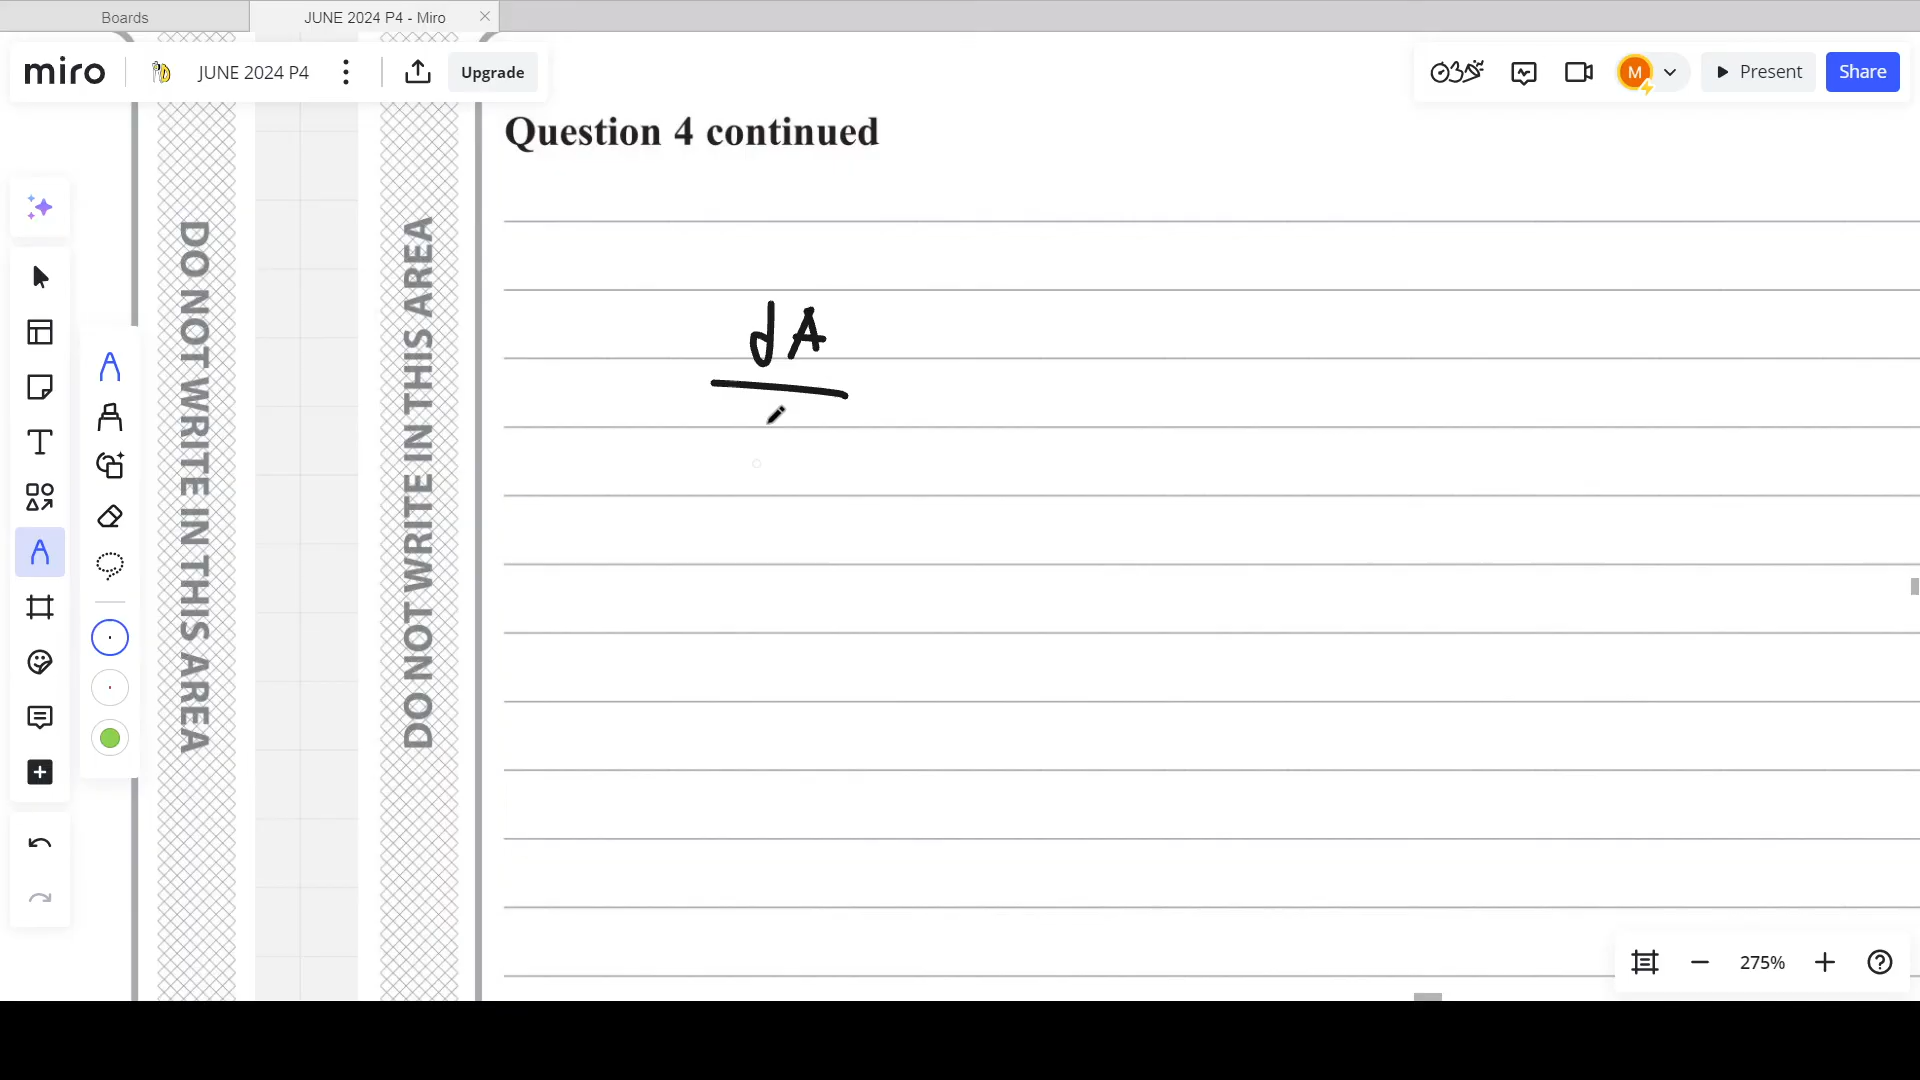 Boards
JUNE 2024 P4 - Miro
miro
JUNE 2024 P4
Upgrade
M
Present
Share
Question 4 continued
DO NOT WRITE IN THIS AREA
DO NOT WRITE IN THIS AREA
dA
275%